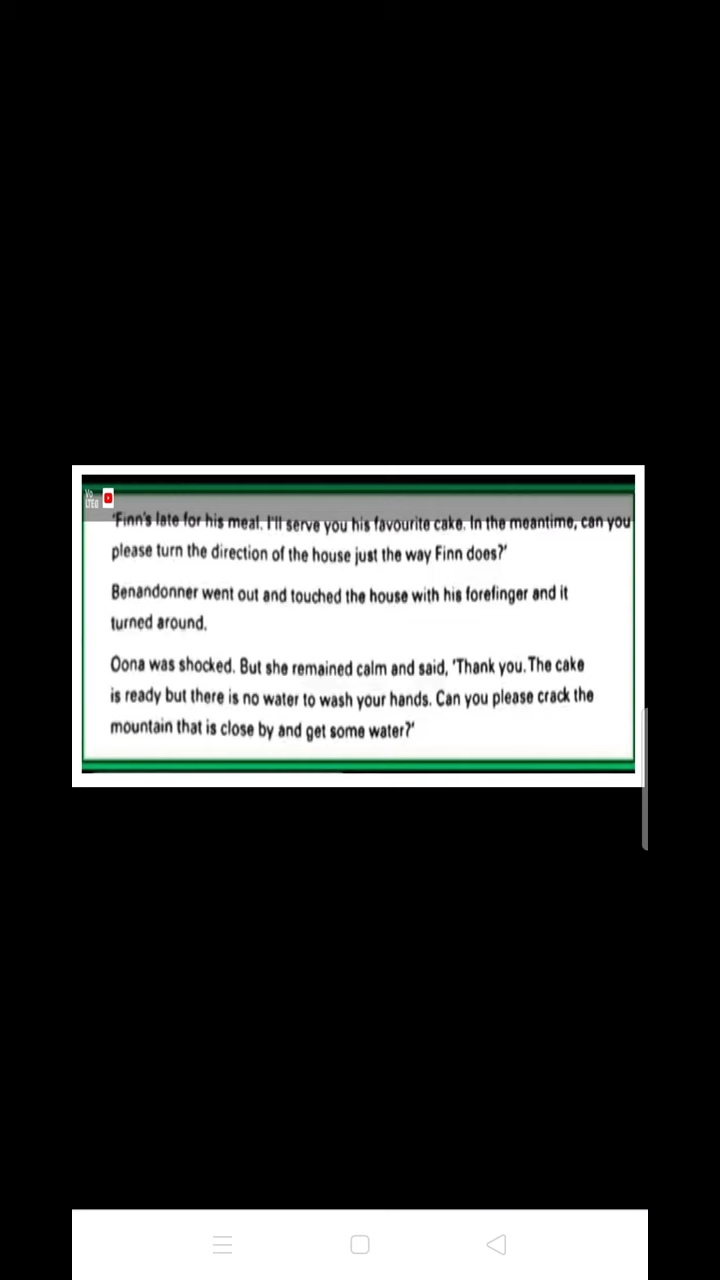 Vo
LTE
'Finn's late for his meal. I'll serve you his favourite cake. In the meantime, can you
please turn the direction of the house just the way Finn does?'
Benandonner went out and touched the house with his forefinger and it
turned around.
Oona was shocked. But she remained calm and said, 'Thank you. The cake
is ready but there is no water to wash your hands. Can you please crack the
mountain that is close by and get some water?'